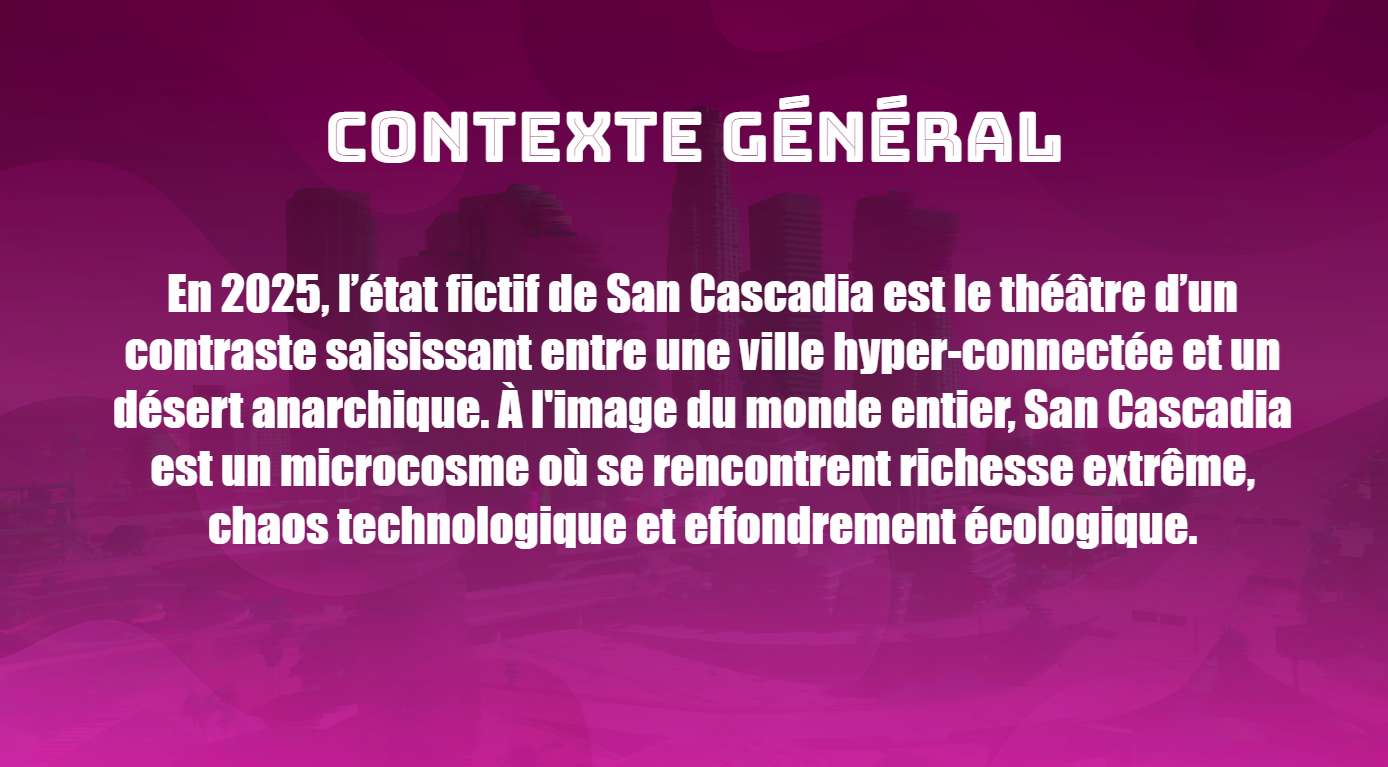 CONTEXTE GÉNÉRAL
En 2025, l’état fictif de San Cascadia est le théâtre d’un
contraste saisissant entre une ville hyper-connectée et un
désert anarchique. À l'image du monde entier, San Cascadia
est un microcosme où se rencontrent richesse extrême,
chaos technologique et effondrement écologique.